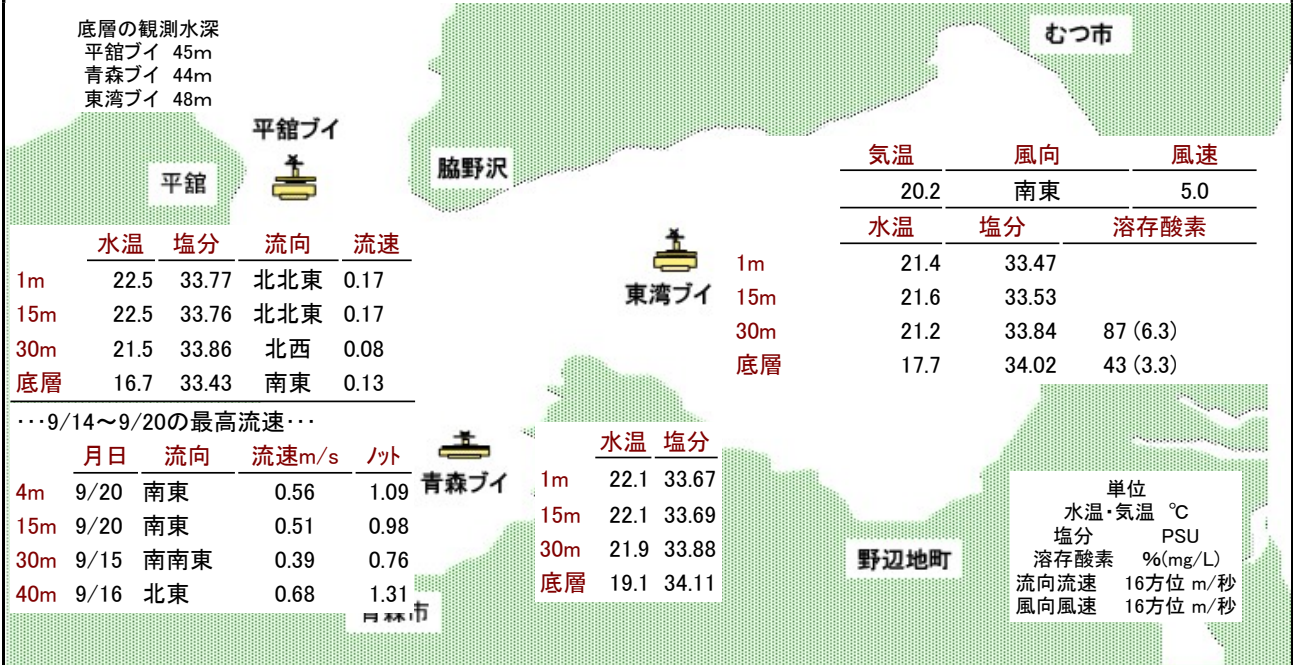 底層の観測水深
平舘ブイ 45m
青森ブイ 44m
東湾ブイ 48m
むつ市
平舘ブイ
脇野沢
平舘
気温 風向 風速
20.2 南東 5.0
水温 塩分 溶存酸素
1m 21.4 33.47
15m 21.6 33.53
30m 21.2 33.84 87 (6.3)
底層 17.7 34.02 43 (3.3)
東湾ブイ
水温 塩分 流向 流速
1m 22.5 33.77 北北東 0.17
15m 22.5 33.76 北北東 0.17
30m 21.5 33.86 北西 0.08
底層 16.7 33.43 南東 0.13
…9/14～9/20の最高流速…
月日 流向 流速m/s ノット
4m 9/20 南東 0.56 1.09
15m 9/20 南東 0.51 0.98
30m 9/15 南南東 0.39 0.76
40m 9/16 北東 0.68 1.31
青森ブイ
水温 塩分
1m 22.1 33.67
15m 22.1 33.69
30m 21.9 33.88
底層 19.1 34.11
青森市
野辺地町
単位
水温・気温 ℃
塩分 PSU
溶存酸素 %(mg/L)
流向流速 16方位 m/秒
風向風速 16方位 m/秒